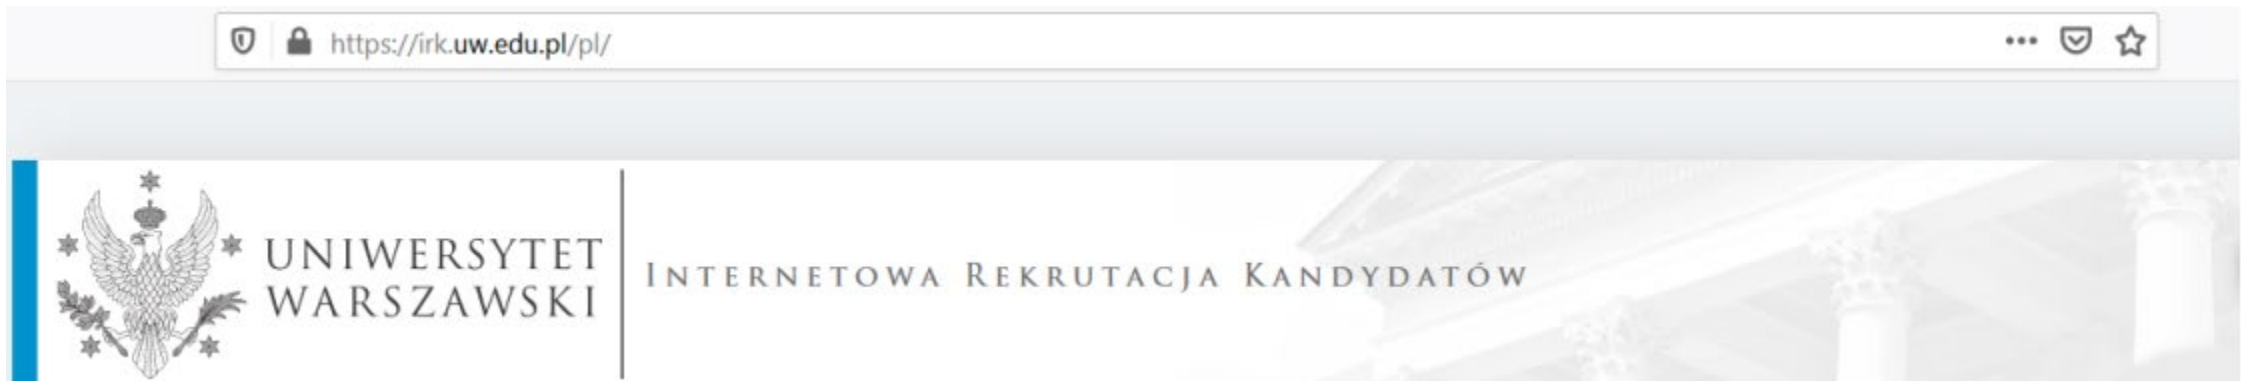 https://irk.uw.edu.pl/pl/
UNIWERSYTET
WARSZAWSKI
INTERNETOWA REKRUTACJA KANDYDATÓW